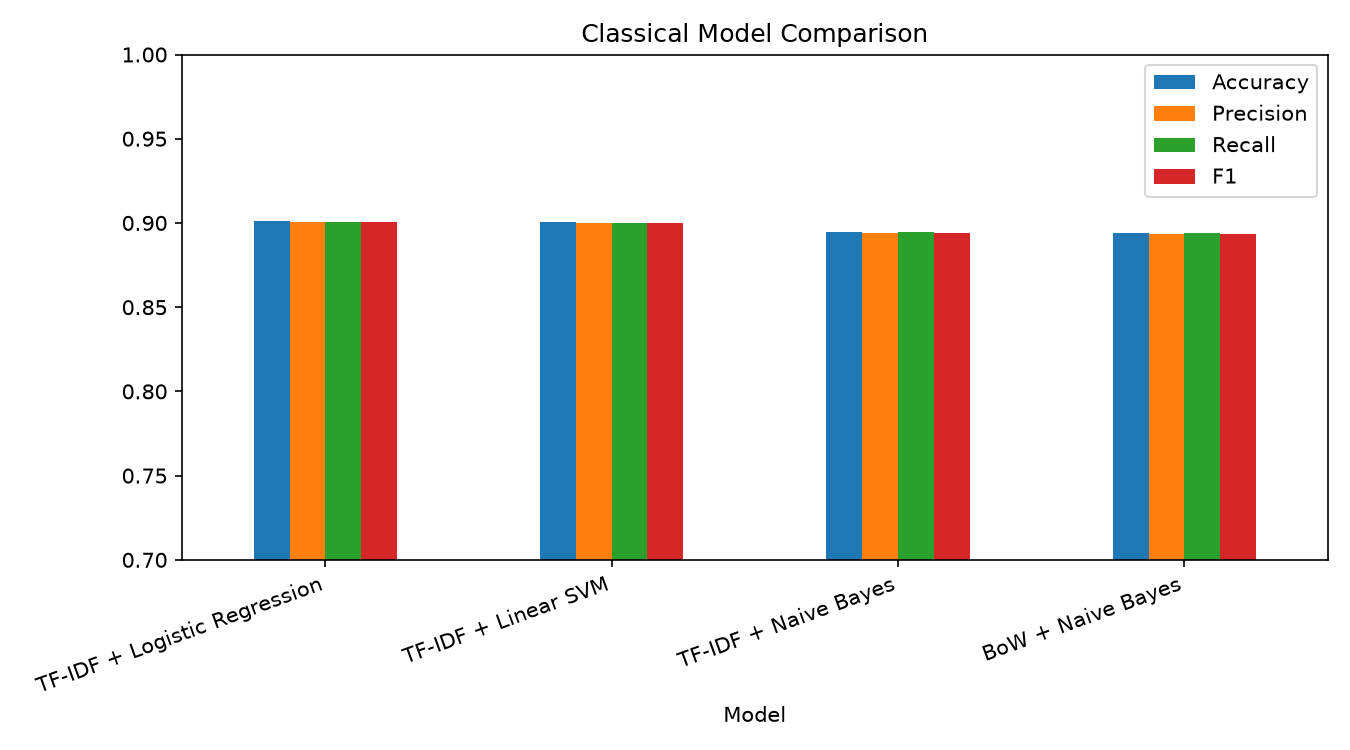 Classical Model Comparison
1.00
0.95
0.90
0.85
0.80
0.75
0.70
Accuracy
Precision
Recall
F1
TF-IDF + Logistic Regression
TF-IDF + Linear SVM
TF-IDF + Naive Bayes
BoW + Naive Bayes
Model